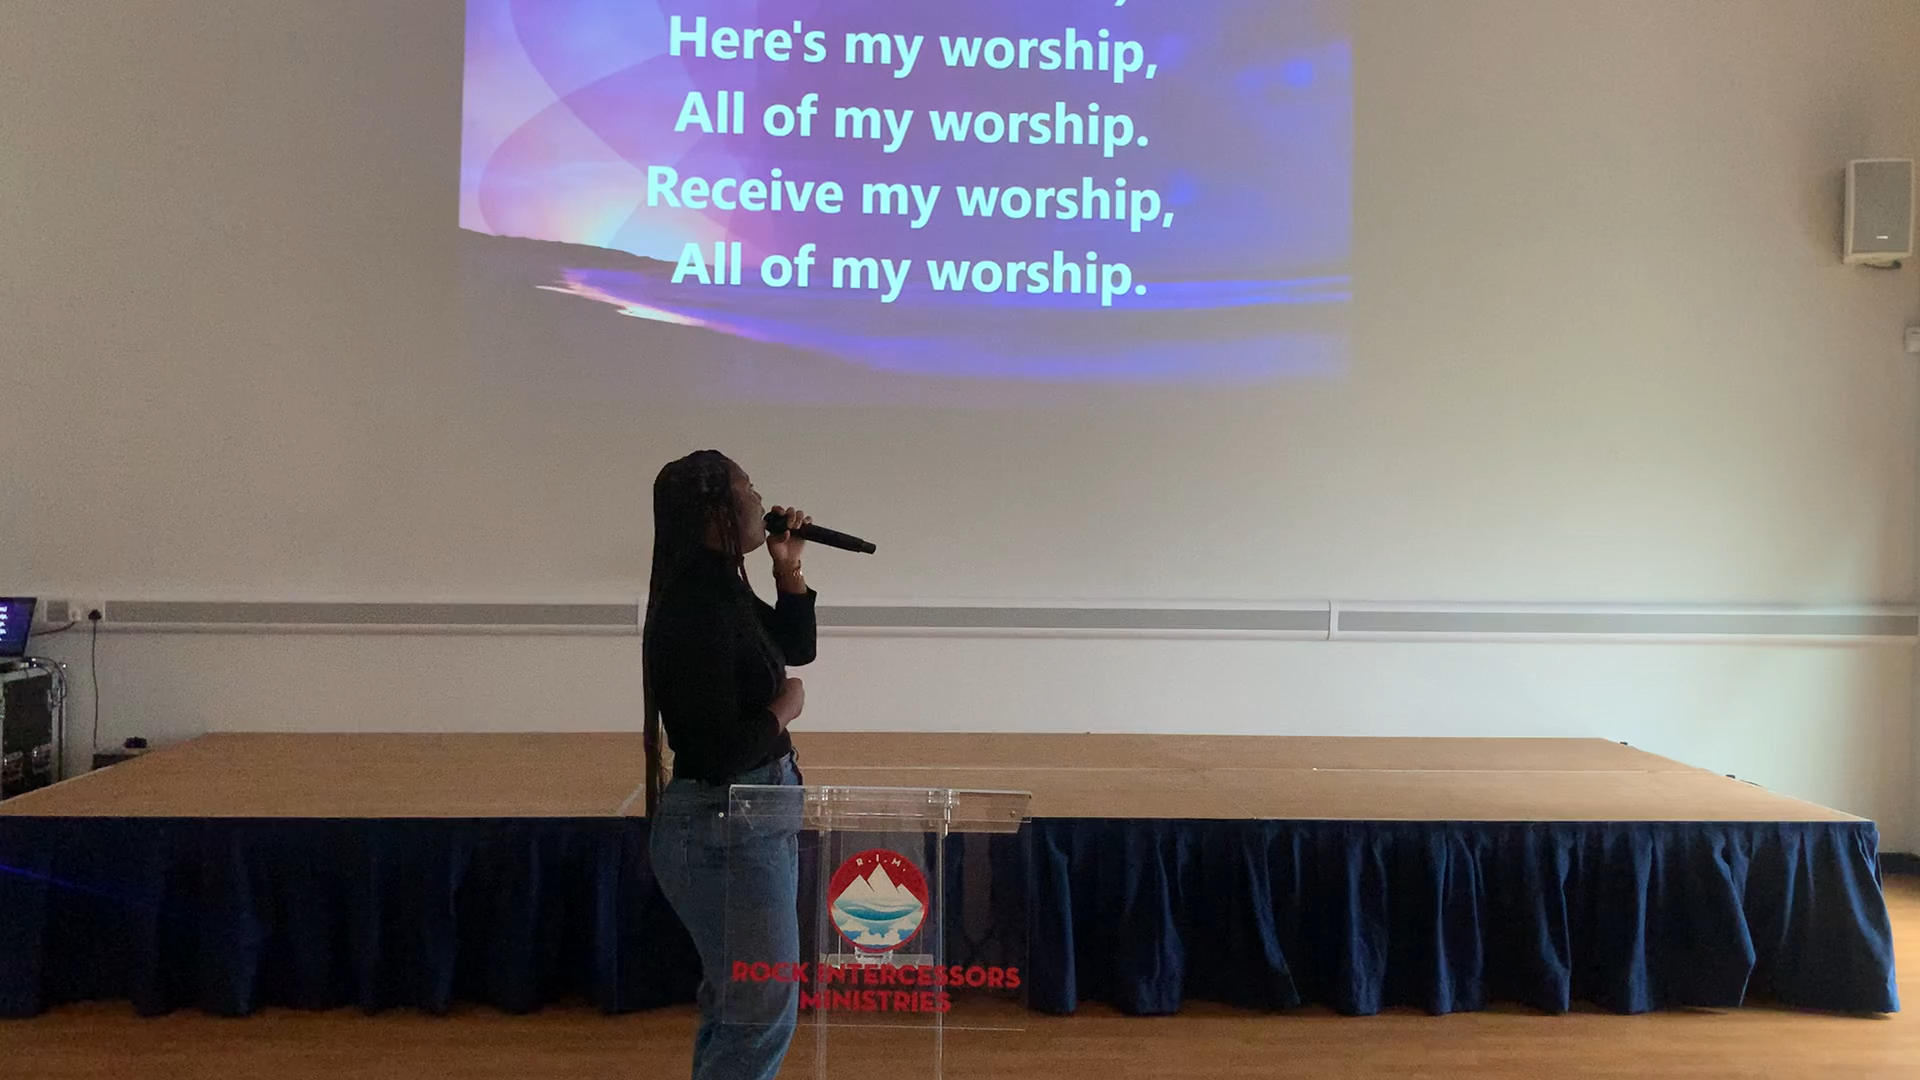 Here's my worship,
All of my worship.
Receive my worship,
All of my worship.
R.I.M.
ROCK INTERCESSORS
MINISTRIES